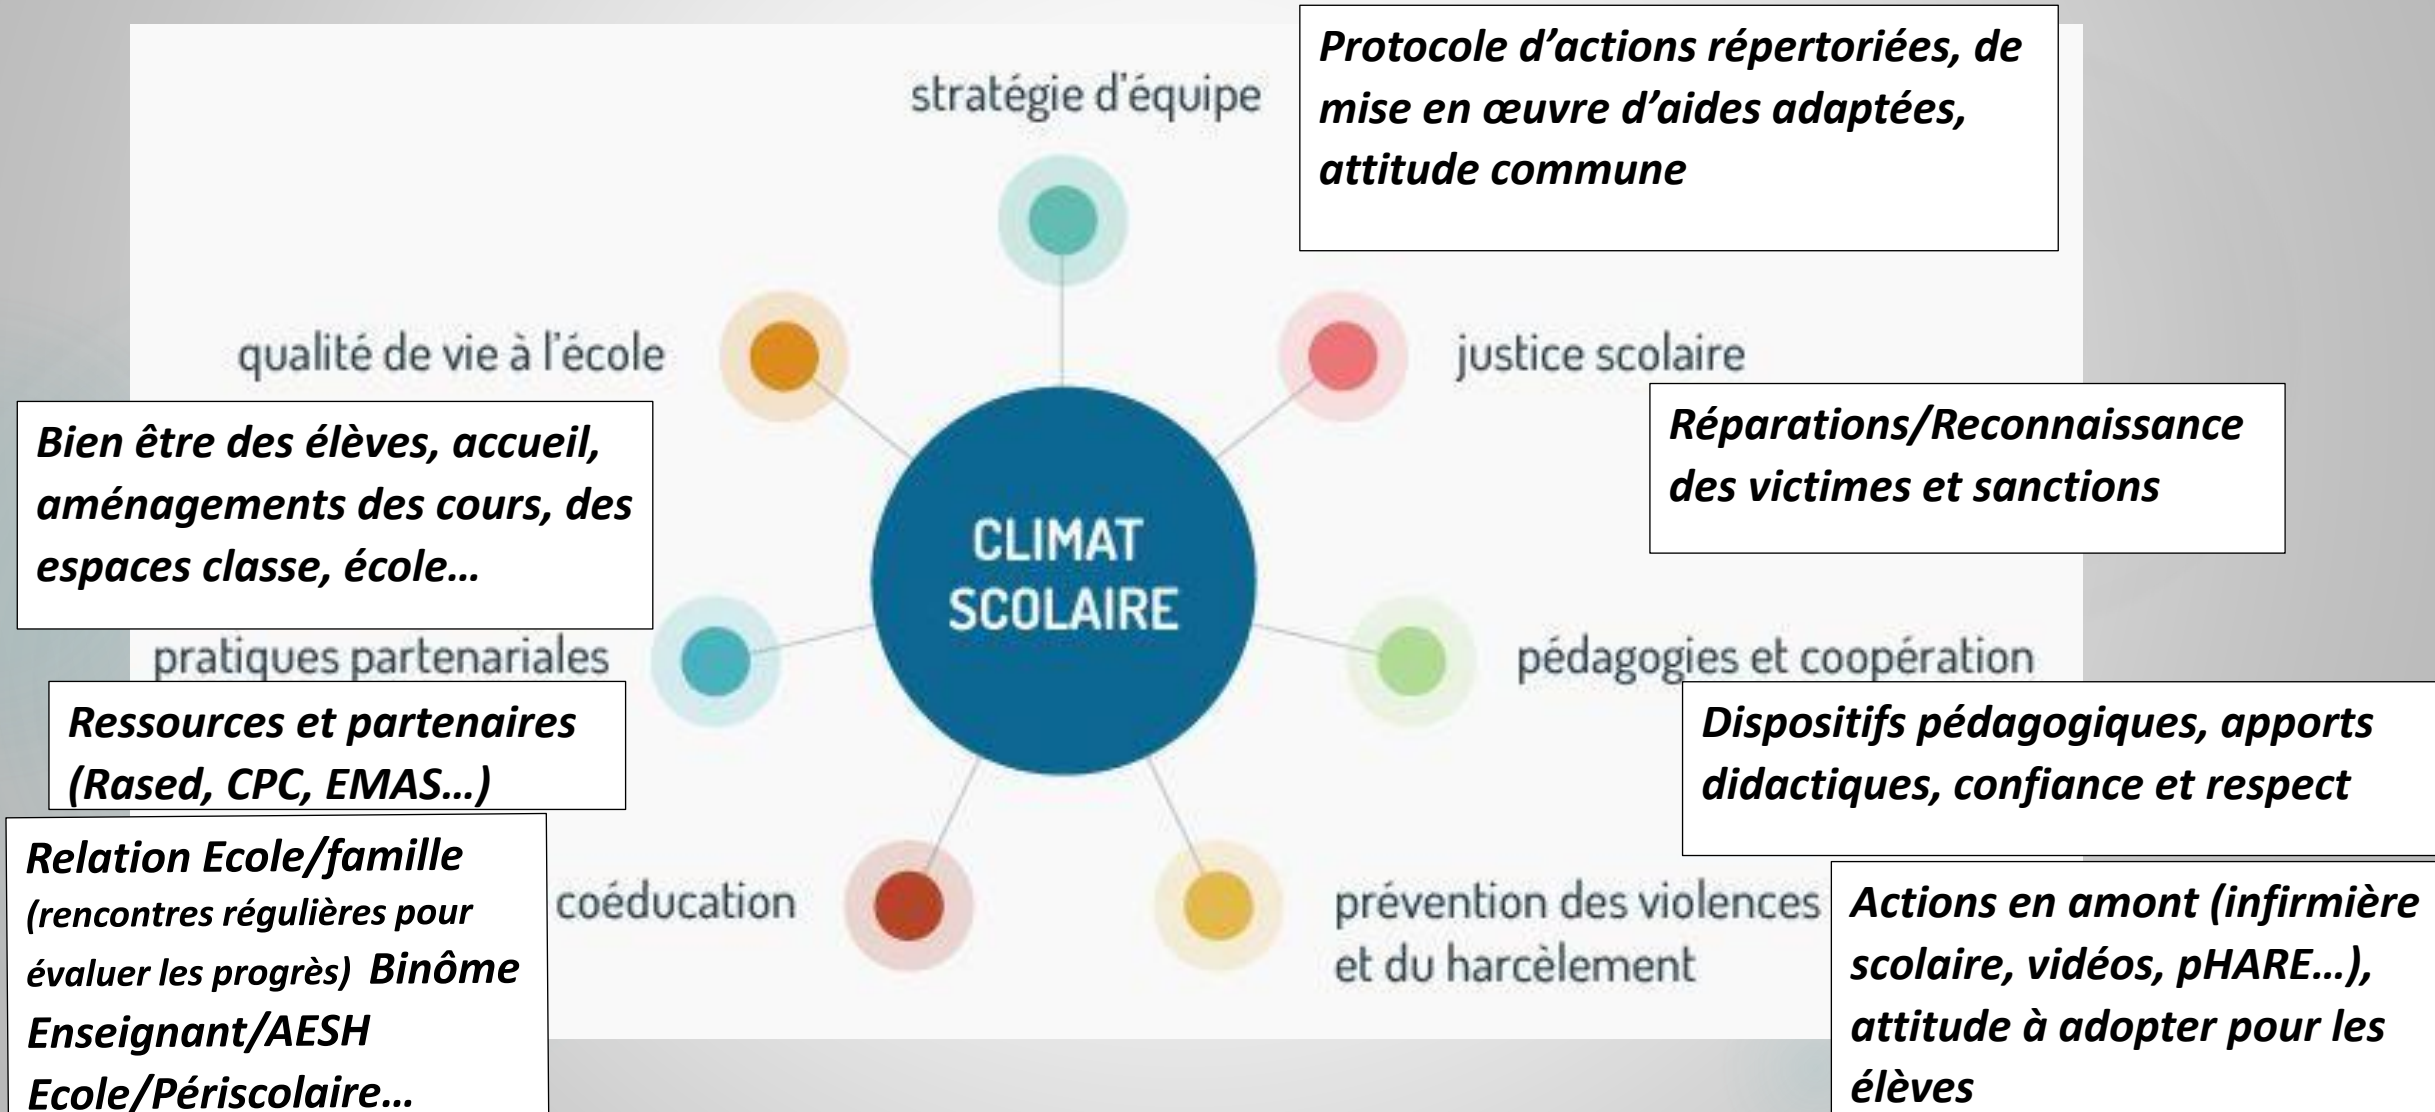 stratégie d'équipe
Protocole d’actions répertoriées, de
mise en œuvre d’aides adaptées,
attitude commune
qualité de vie à l'école
Bien être des élèves, accueil,
aménagements des cours, des
espaces classe, école…
justice scolaire
Réparations/Reconnaissance
des victimes et sanctions
CLIMAT
SCOLAIRE
pratiques partenariales
Ressources et partenaires
(Rased, CPC, EMAS…)
pédagogies et coopération
Dispositifs pédagogiques, apports
didactiques, confiance et respect
coéducation
Relation Ecole/famille
(rencontres régulières pour
évaluer les progrès) Binôme
Enseignant/AESH
Ecole/Périscolaire…
prévention des violences
et du harcèlement
Actions en amont (infirmière
scolaire, vidéos, pHARE…),
attitude à adopter pour les
élèves